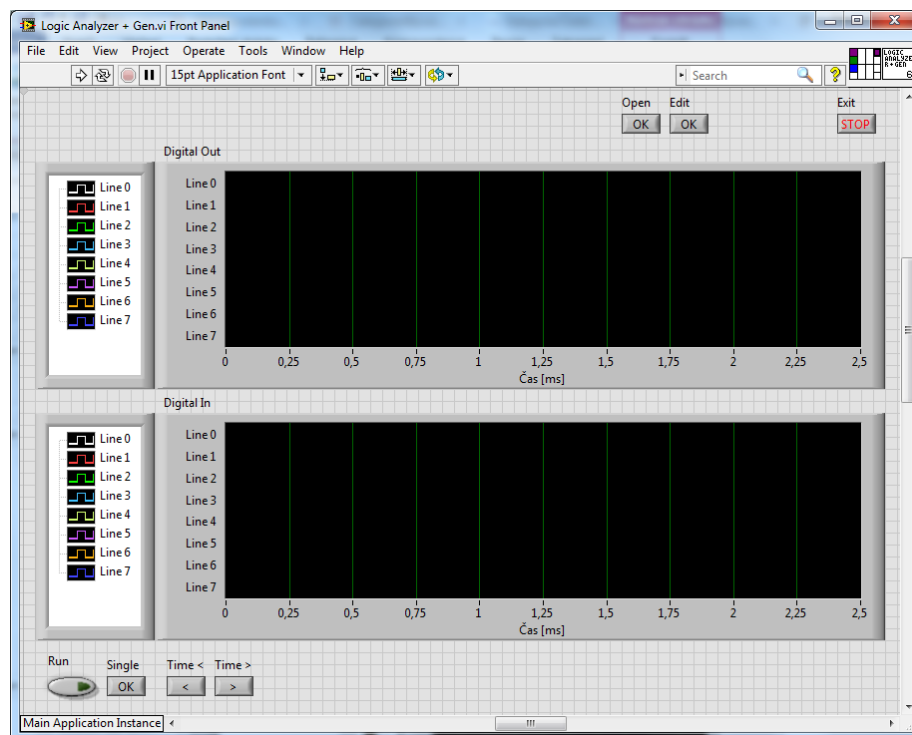 Logic Analyzer + Gen.vi Front Panel
File Edit View Project Operate Tools Window Help
15pt Application Font
Search
?
LOGIC
ANALYZE
R+GEN
6
Open Edit Exit
OK OK STOP
Digital Out
Line 0 Line 0
Line 1 Line 1
Line 2 Line 2
Line 3 Line 3
Line 4 Line 4
Line 5 Line 5
Line 6 Line 6
Line 7 Line 7
0 0,25 0,5 0,75 1 1,25 1,5 1,75 2 2,25 2,5
Čas [ms]
Digital In
Line 0 Line 0
Line 1 Line 1
Line 2 Line 2
Line 3 Line 3
Line 4 Line 4
Line 5 Line 5
Line 6 Line 6
Line 7 Line 7
0 0,25 0,5 0,75 1 1,25 1,5 1,75 2 2,25 2,5
Čas [ms]
Run Single Time < Time >
OK < >
Main Application Instance